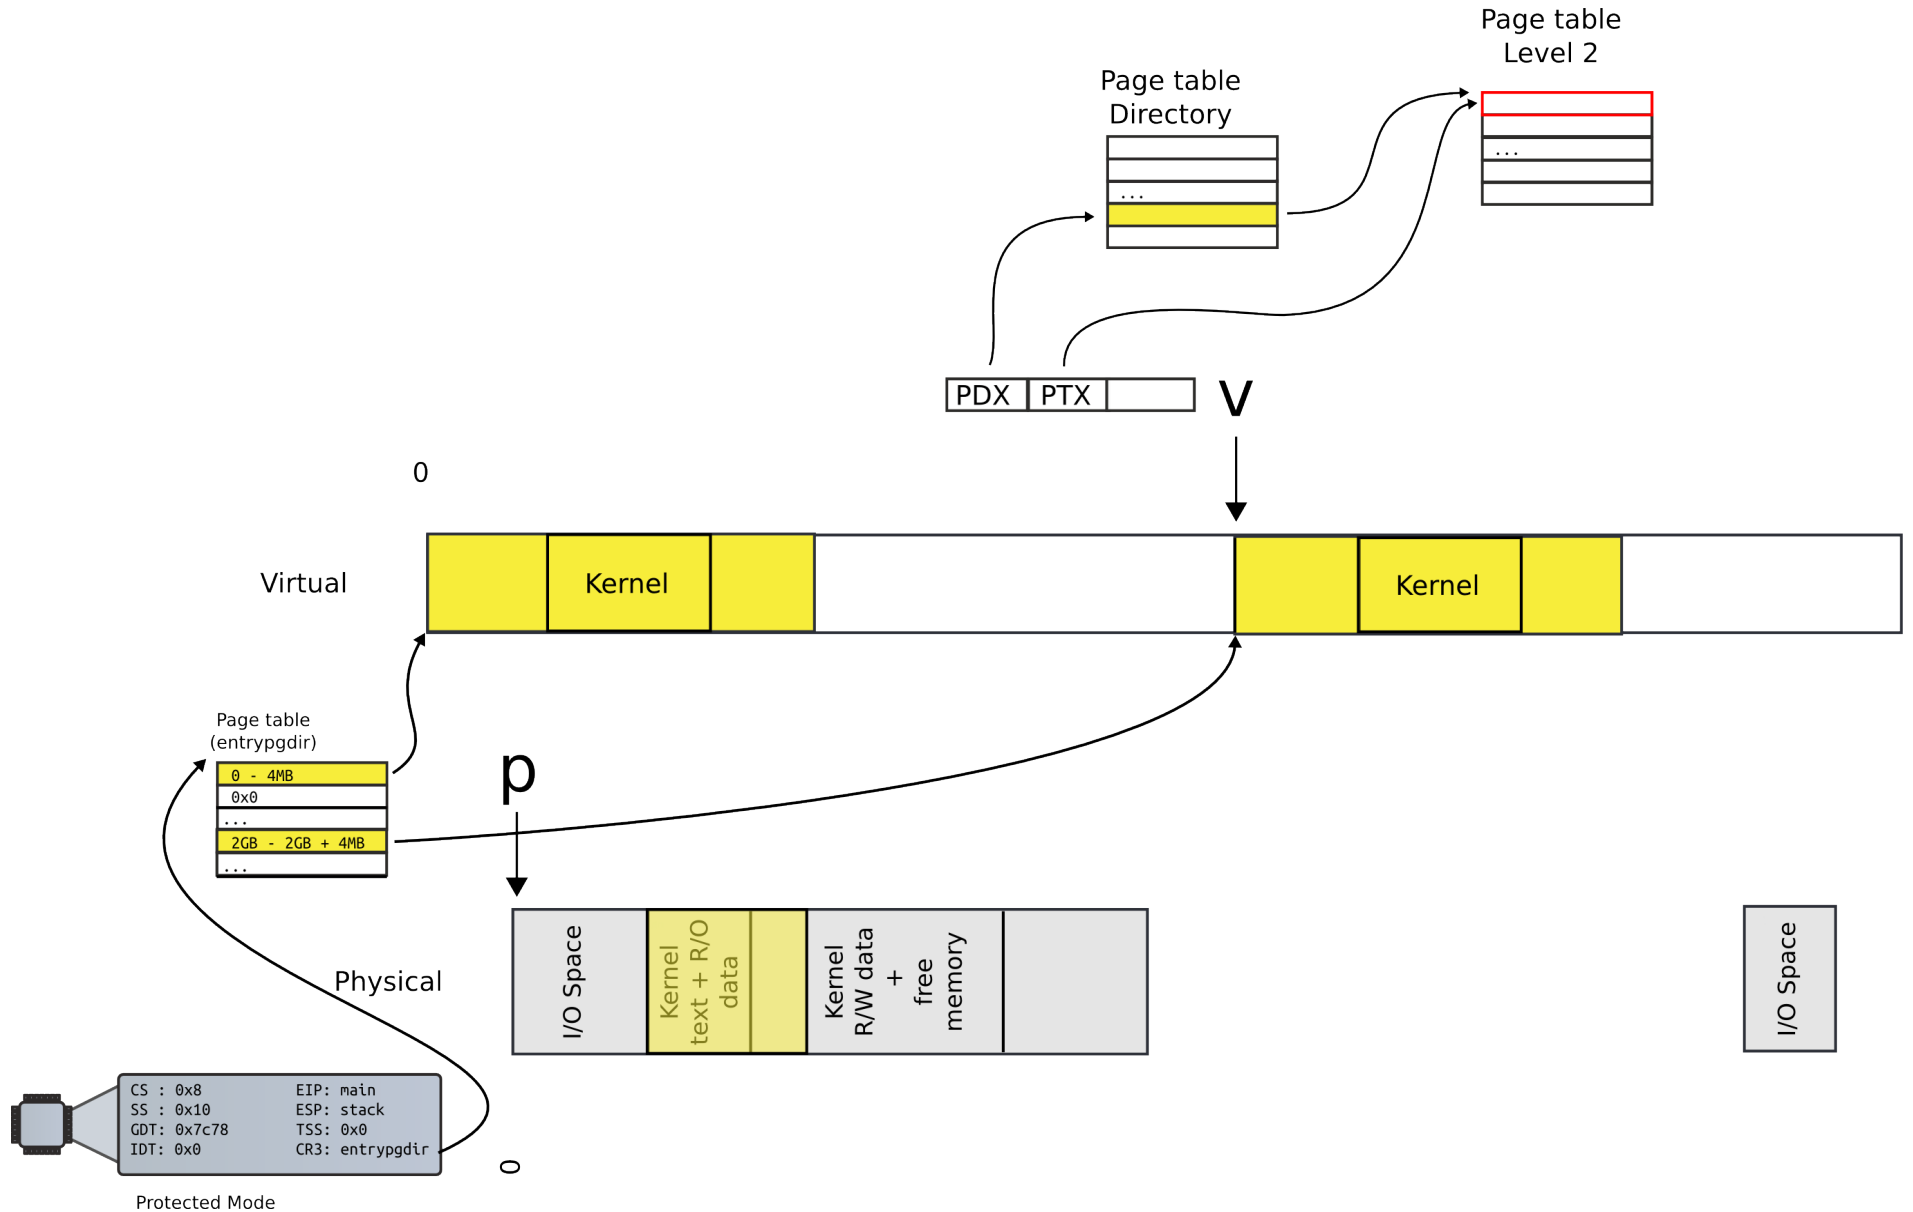 Page table
Level 2
Page table
Directory
...
...
PDX
PTX
v
0
Virtual
Kernel
Kernel
Page table
(entrypgdir)
0 - 4MB
0x0
...
2GB - 2GB + 4MB
...
p
Physical
I/O Space
Kernel
text + R/O
data
Kernel
R/W data
+
free
memory
I/O Space
CS : 0x8
SS : 0x10
GDT: 0x7c78
IDT: 0x0
EIP: main
ESP: stack
TSS: 0x0
CR3: entrypgdir
0
Protected Mode